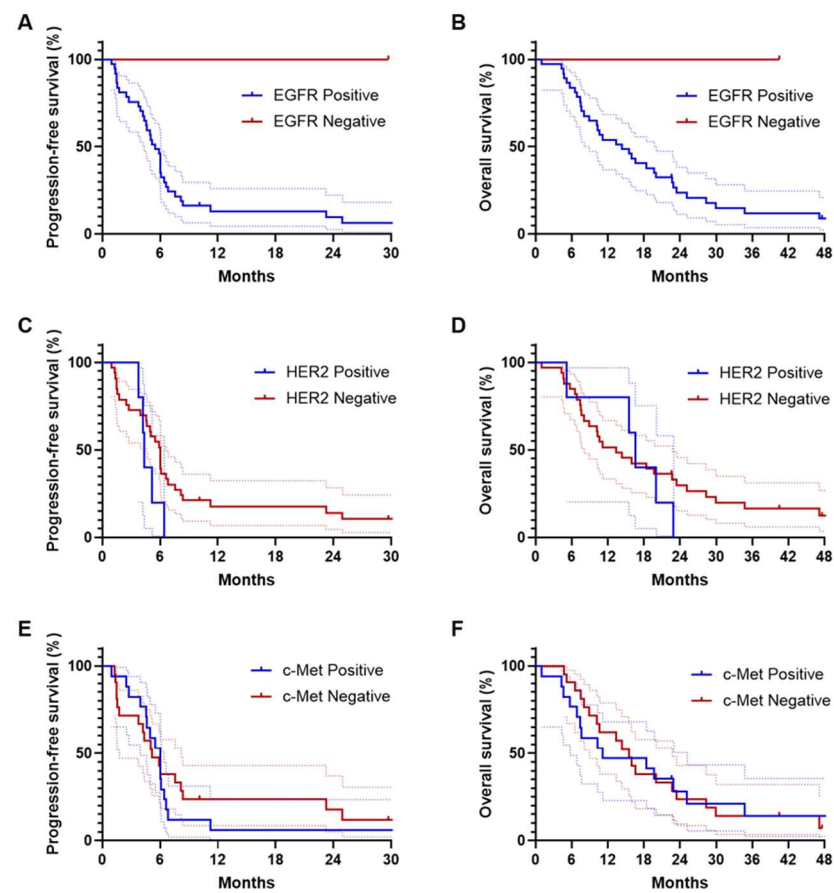 A
Progression-free survival (%)
100
50
0
EGFR Positive
EGFR Negative
0 6 12 18 24 30
Months
B
Overall survival (%)
100
50
0
EGFR Positive
EGFR Negative
0 6 12 18 24 30 36 42 48
Months
C
Progression-free survival (%)
100
50
0
HER2 Positive
HER2 Negative
0 6 12 18 24 30
Months
D
Overall survival (%)
100
50
0
HER2 Positive
HER2 Negative
0 6 12 18 24 30 36 42 48
Months
E
Progression-free survival (%)
100
50
0
c-Met Positive
c-Met Negative
0 6 12 18 24 30
Months
F
Overall survival (%)
100
50
0
c-Met Positive
c-Met Negative
0 6 12 18 24 30 36 42 48
Months